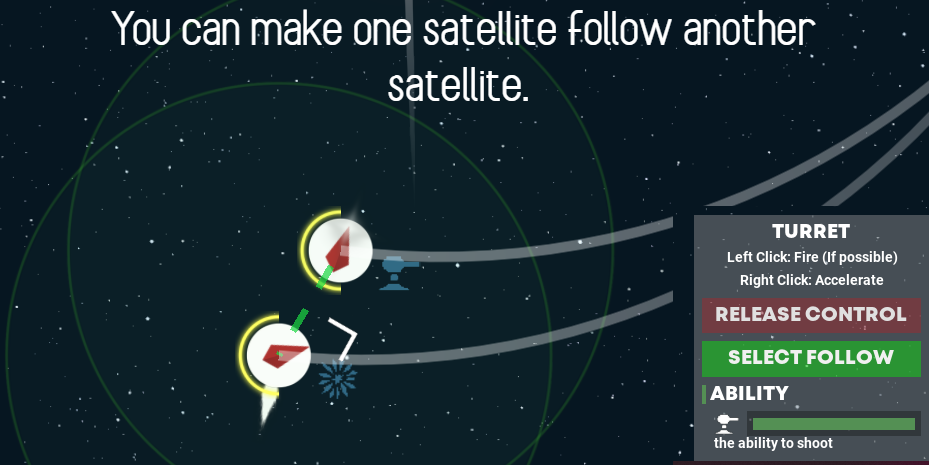 You can make one satellite follow another
satellite.
TURRET
Left Click: Fire (If possible)
Right Click: Accelerate
RELEASE CONTROL
SELECT FOLLOW
ABILITY
the ability to shoot